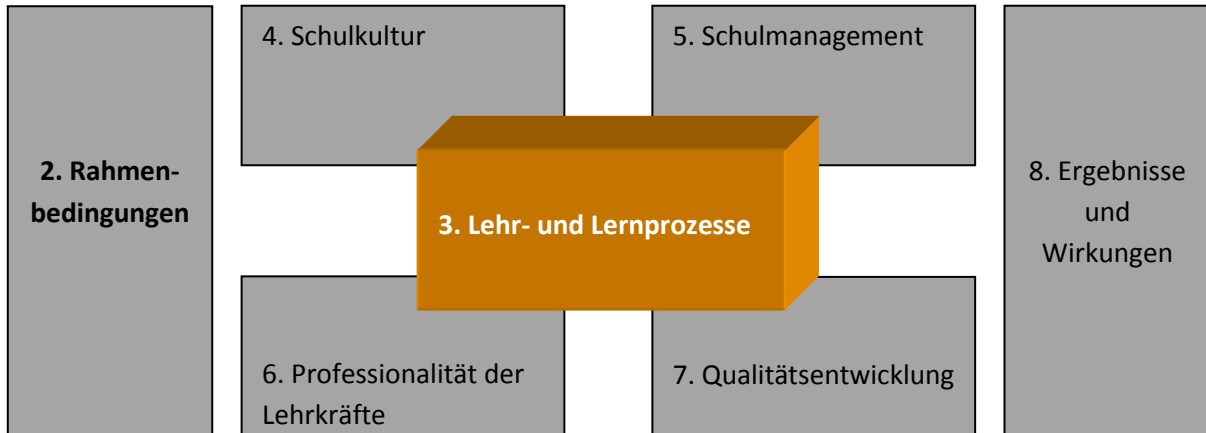 4. Schulkultur
5. Schulmanagement
2. Rahmen-
bedingungen
3. Lehr- und Lernprozesse
8. Ergebnisse
und
Wirkungen
6. Professionalität der
Lehrkräfte
7. Qualitätsentwicklung